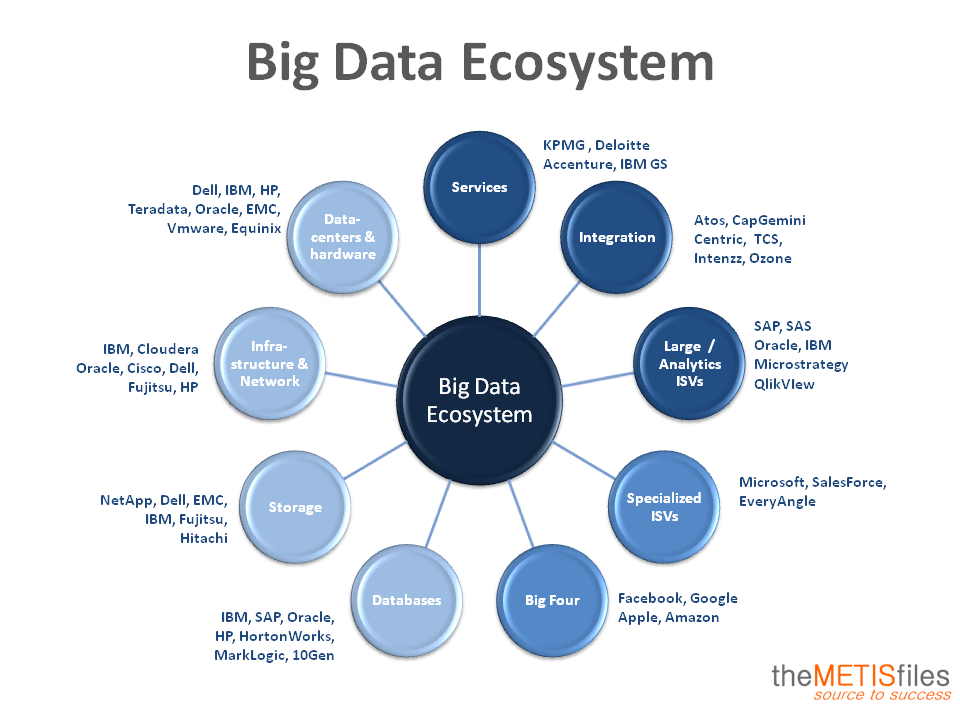 Big Data Ecosystem
Services
KPMG , Deloitte
Accenture, IBM GS
Integration
Atos, CapGemini
Centric, TCS,
Intenzz, Ozone
Large /
Analytics
ISVs
SAP, SAS
Oracle, IBM
Microstrategy
QlikVIew
Specialized
ISVs
Microsoft, SalesForce,
EveryAngle
Big Four
Facebook, Google
Apple, Amazon
Databases
IBM, SAP, Oracle,
HP, HortonWorks,
MarkLogic, 10Gen
Storage
NetApp, Dell, EMC,
IBM, Fujitsu,
Hitachi
Infra-
structure &
Network
IBM, Cloudera
Oracle, Cisco, Dell,
Fujitsu, HP
Data-
centers &
hardware
Dell, IBM, HP,
Teradata, Oracle, EMC,
Vmware, Equinix
Big Data
Ecosystem
theMETISfiles
source to success